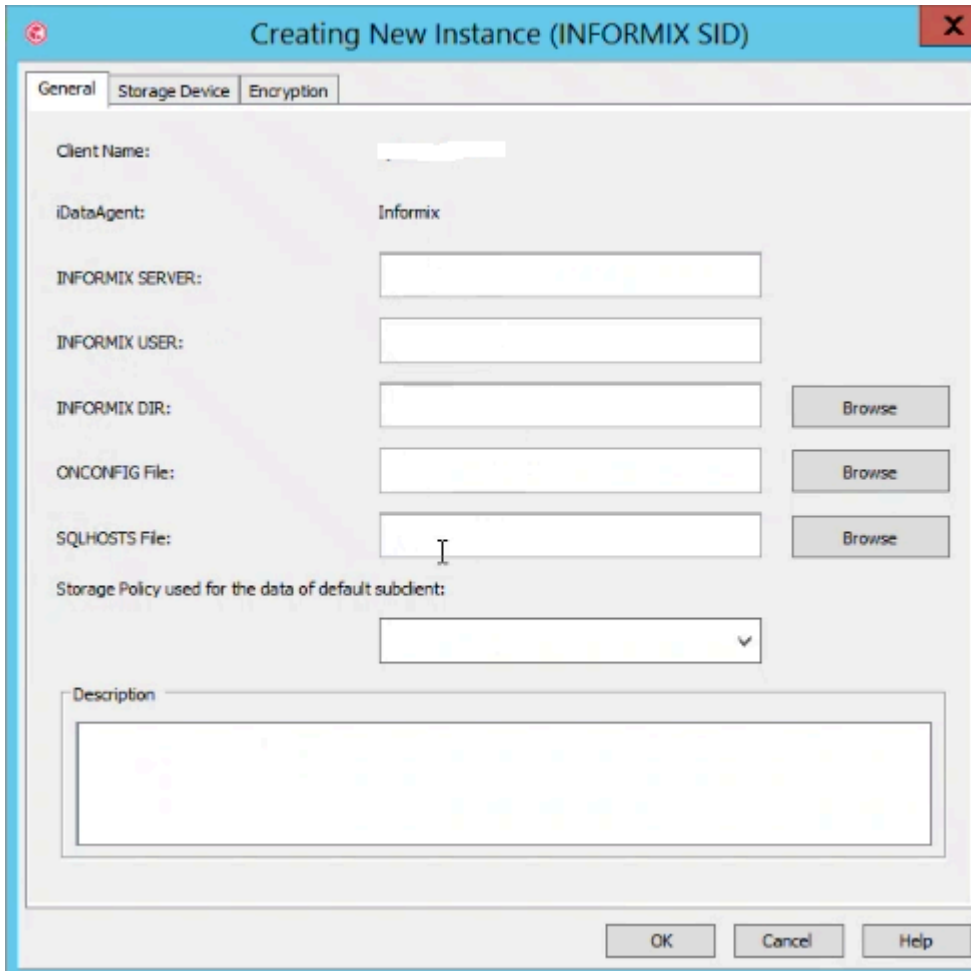 Creating New Instance (INFORMIX SID)
X
General Storage Device Encryption
Client Name:
iDataAgent: Informix
INFORMIX SERVER:
INFORMIX USER:
INFORMIX DIR: Browse
ONCONFIG File: Browse
SQLHOSTS File: Browse
Storage Policy used for the data of default subclient:
Description
OK Cancel Help